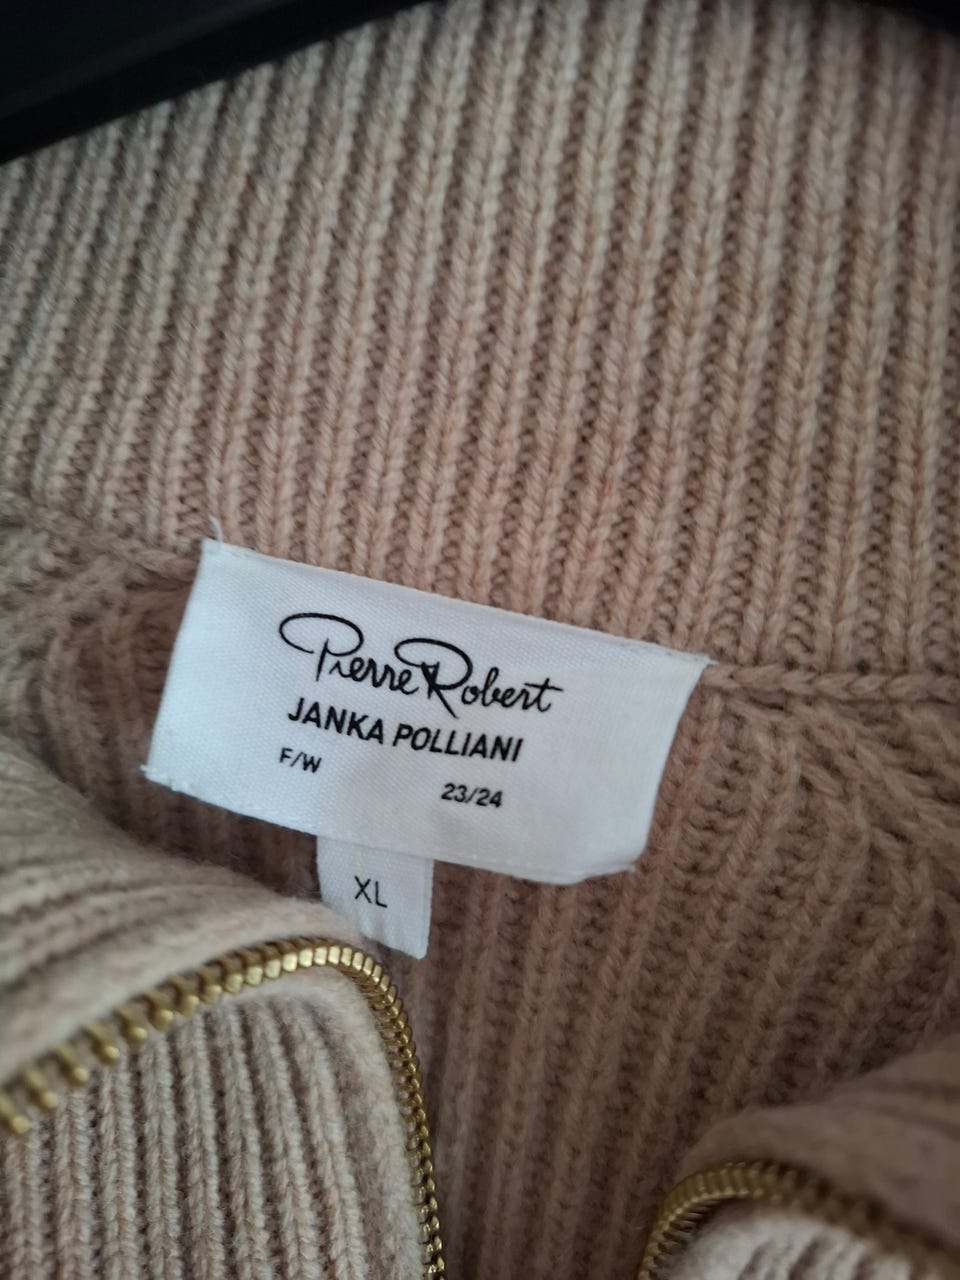 Pierre Robert
JANKA POLLIANI
F/W 23/24
XL